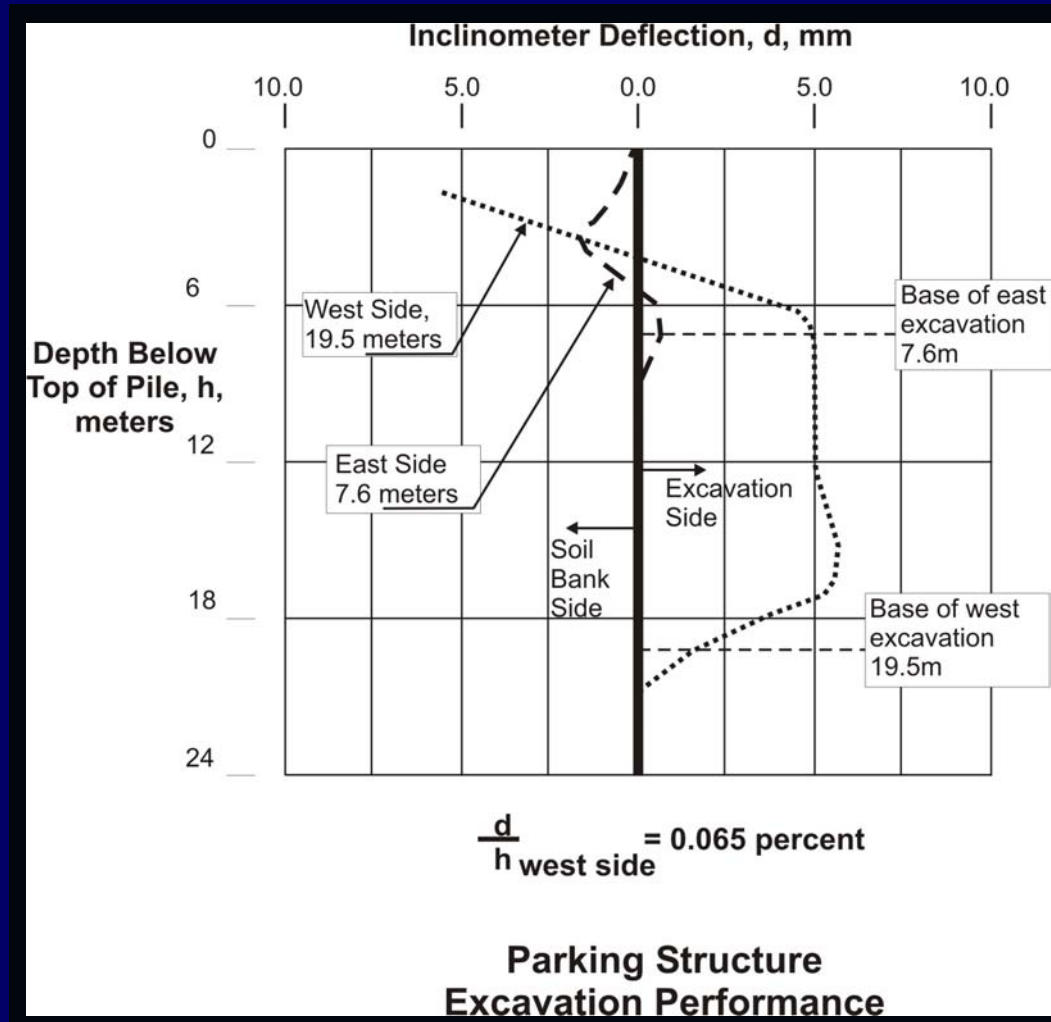 Inclinometer Deflection, d, mm
10.0 5.0 0.0 5.0 10.0
0
6
12
18
24
Depth Below
Top of Pile, h,
meters
West Side,
19.5 meters
East Side
7.6 meters
Base of east
excavation
7.6m
Excavation
Side
Soil
Bank
Side
Base of west
excavation
19.5m
d
h west side = 0.065 percent
Parking Structure
Excavation Performance